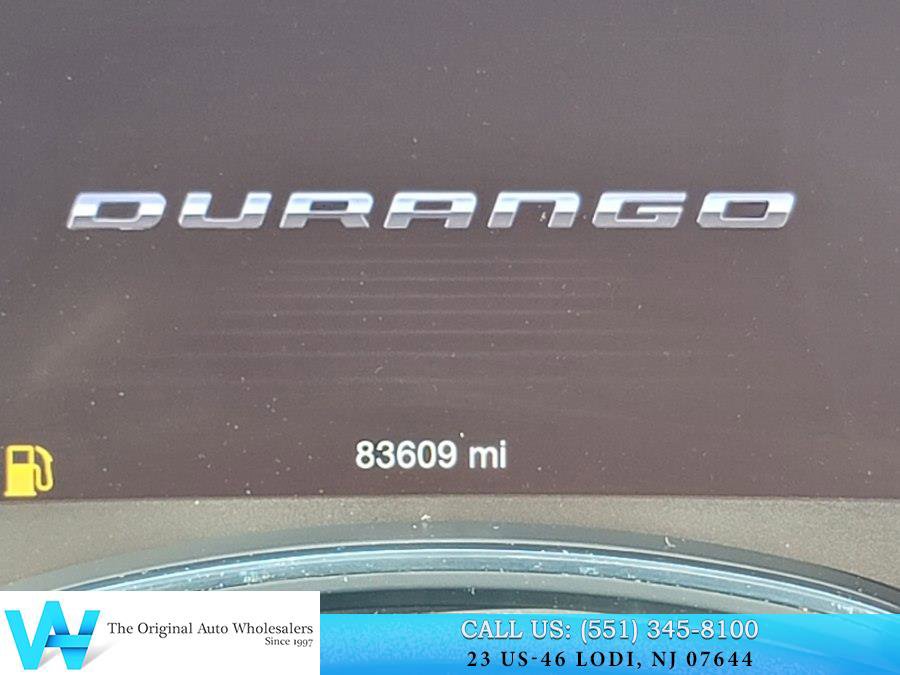 DURANGO
83609 mi
The Original Auto Wholesalers
Since 1997
CALL US: (551) 345-8100
23 US-46 LODI, NJ 07644